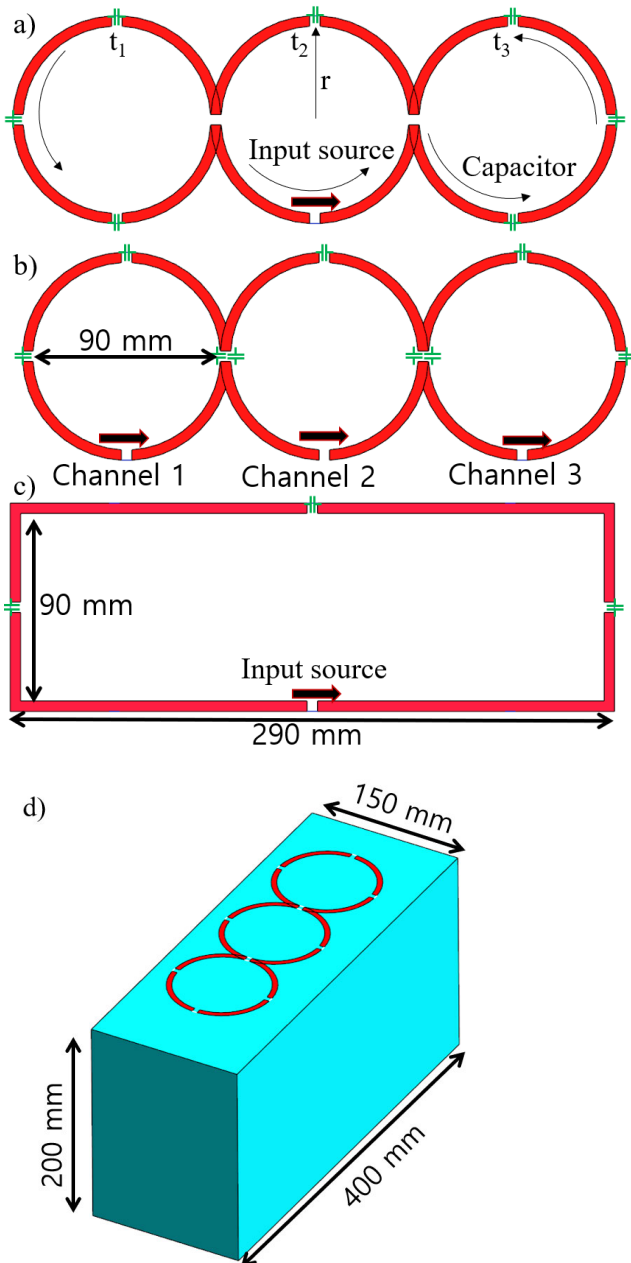 a)
t1
t2
t3
r
Input source
Capacitor
b)
90 mm
Channel 1
Channel 2
Channel 3
c)
90 mm
Input source
290 mm
d)
150 mm
200 mm
400 mm